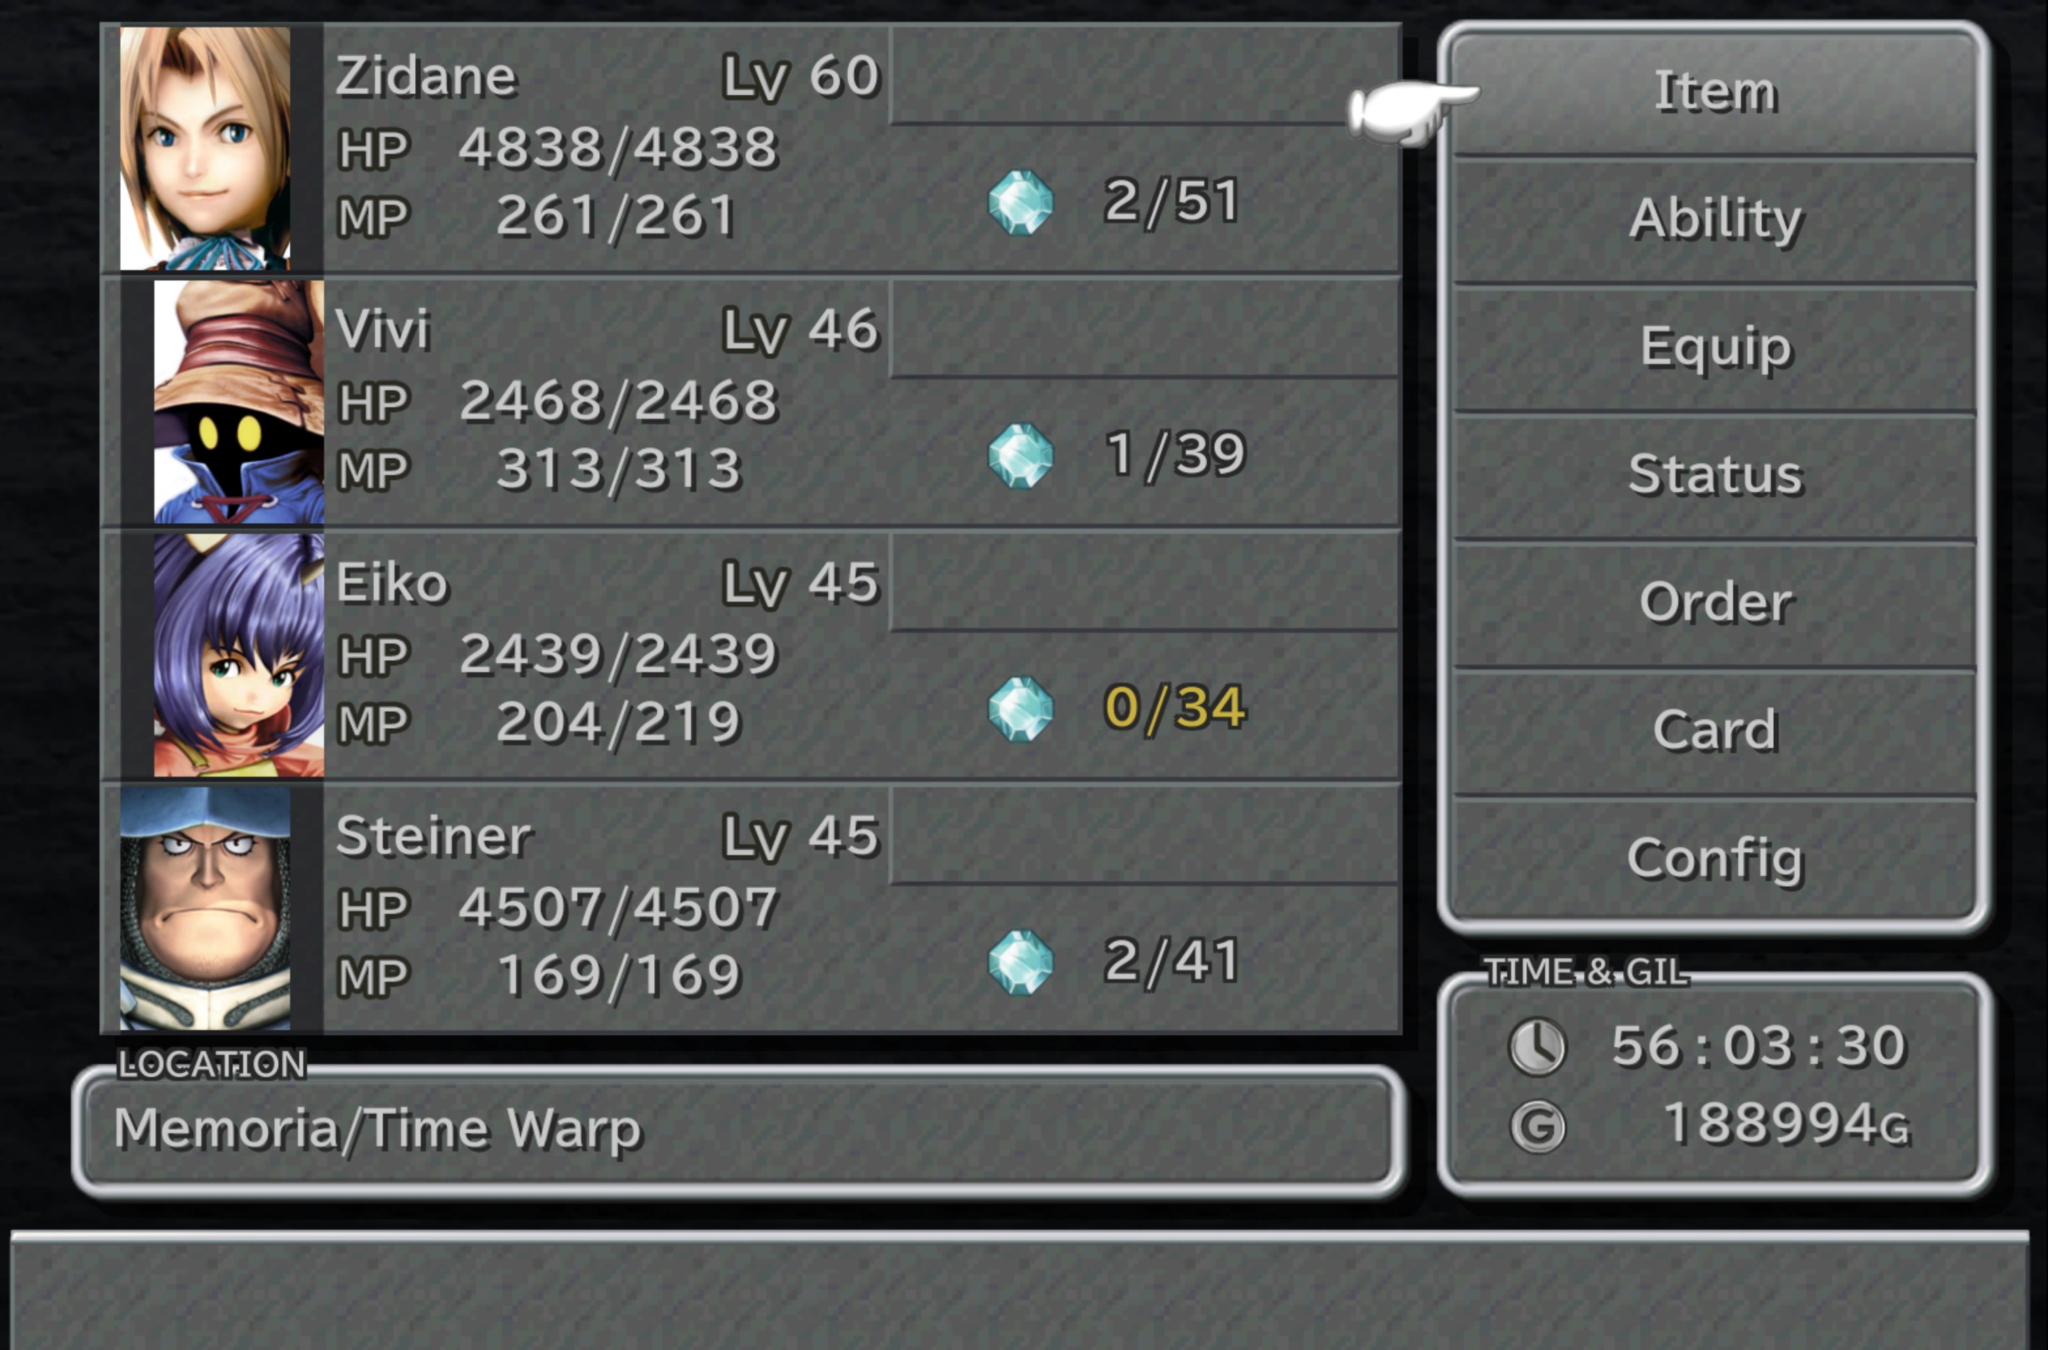 Zidane Lv 60
HP 4838/4838
MP 261/261
2/51
Vivi Lv 46
HP 2468/2468
MP 313/313
1/39
Eiko Lv 45
HP 2439/2439
MP 204/219
0/34
Steiner Lv 45
HP 4507/4507
MP 169/169
2/41
Item
Ability
Equip
Status
Order
Card
Config
TIME & GIL
56:03:30
G 188994G
LOCATION
Memoria/Time Warp